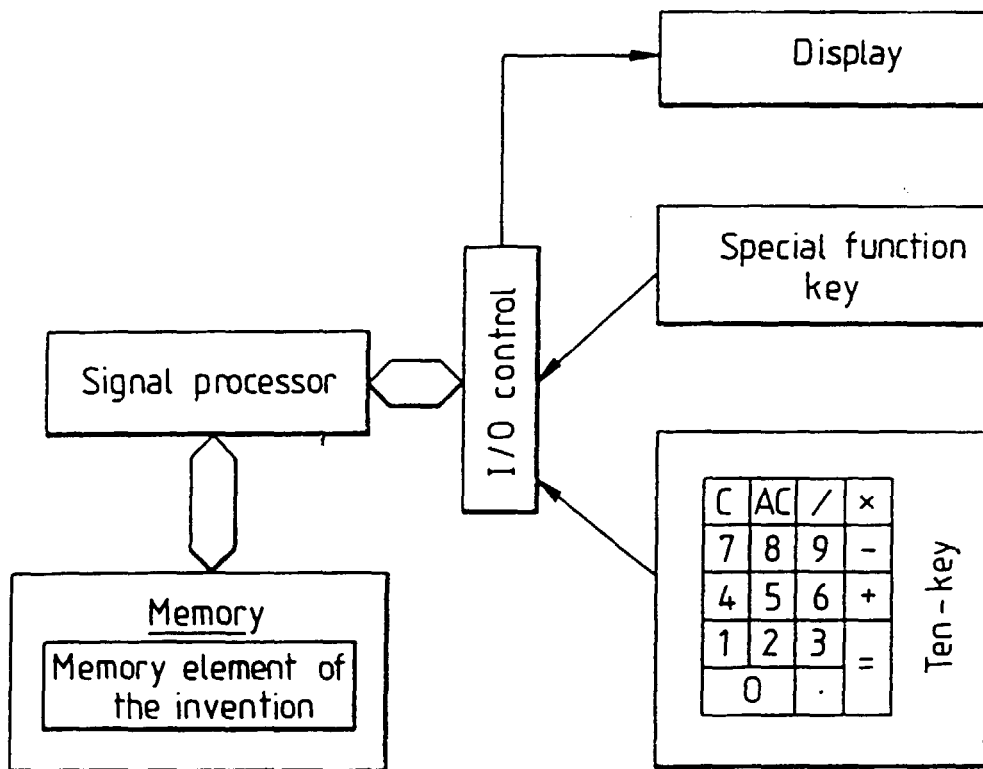 Display
Special function
key
I/O control
Signal processor
Memory
Memory element of
the invention
C AC / ×
7 8 9 -
4 5 6 +
1 2 3 =
0 .
Ten-key